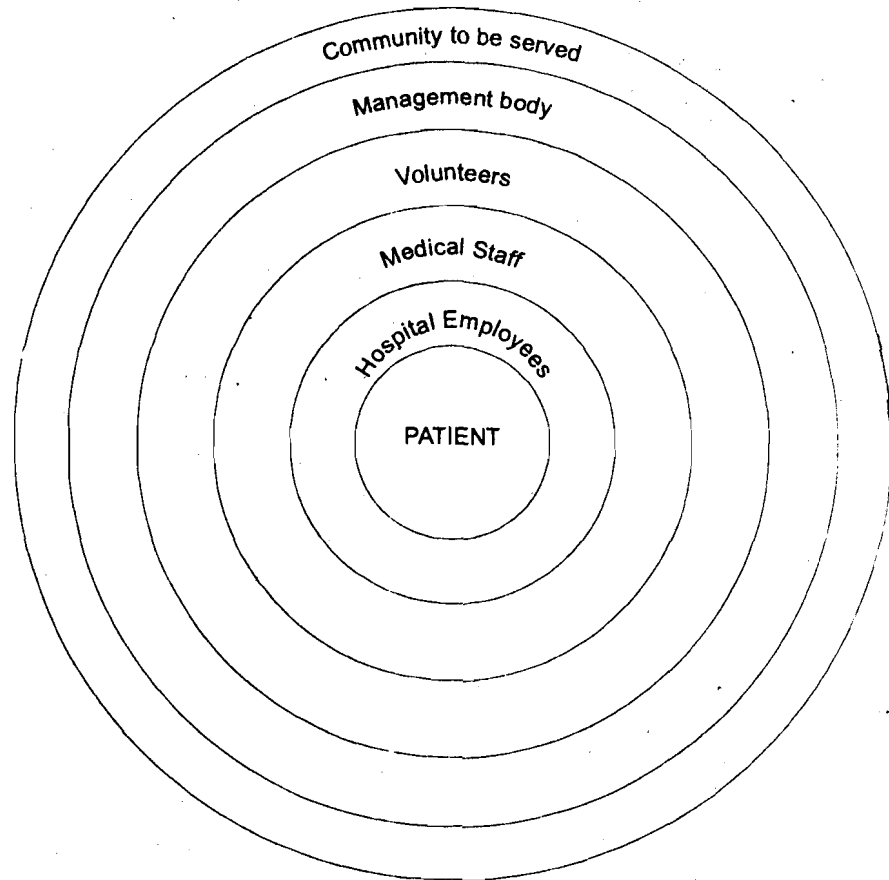 Community to be served
Management body
Volunteers
Medical Staff
Hospital Employees
PATIENT